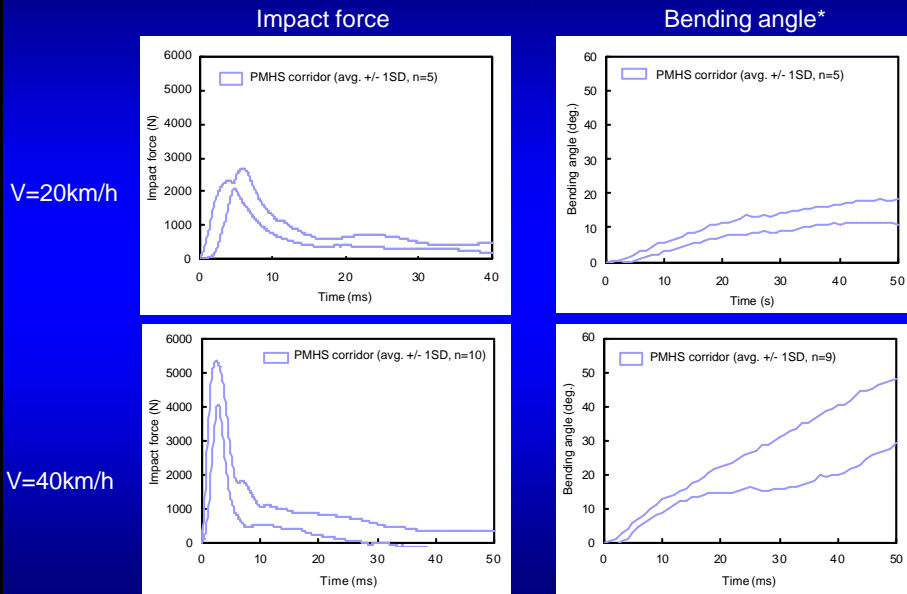 Impact force
Bending angle*
V=20km/h
6000
5000
4000
3000
2000
1000
0
Impact force (N)
PMHS corridor (avg. +/- 1SD, n=5)
0 10 20 30 40
Time (ms)
60
50
40
30
20
10
0
Bending angle (deg.)
PMHS corridor (avg. +/- 1SD, n=5)
0 10 20 30 40 50
Time (s)
V=40km/h
6000
5000
4000
3000
2000
1000
0
Impact force (N)
PMHS corridor (avg. +/- 1SD, n=10)
0 10 20 30 40 50
Time (ms)
60
50
40
30
20
10
0
Bending angle (deg.)
PMHS corridor (avg. +/- 1SD, n=9)
0 10 20 30 40 50
Time (ms)